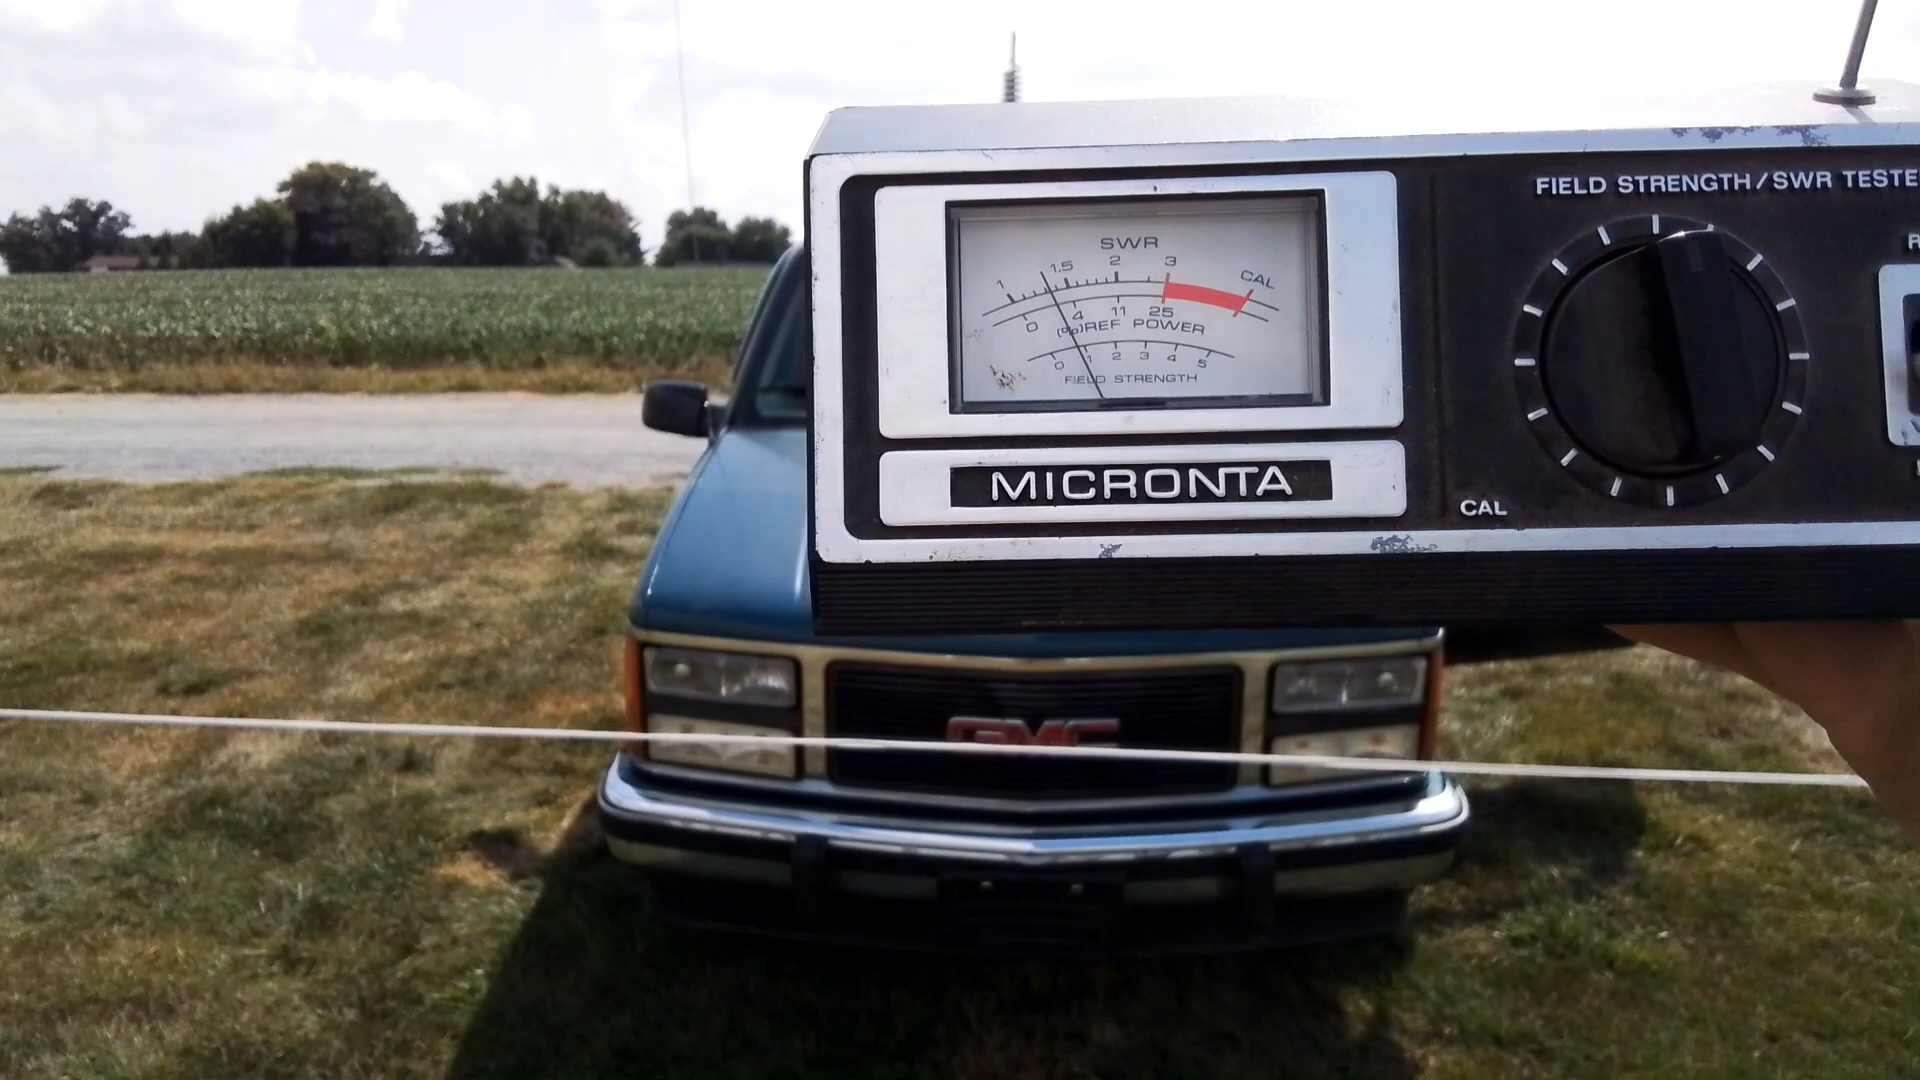 FIELD STRENGTH/SWR TESTE
SWR
1 1.5 2 3 CAL
0 4 11 25
(%)REF POWER
0 1 2 3 4 5
FIELD STRENGTH
MICRONTA
CAL
GMC